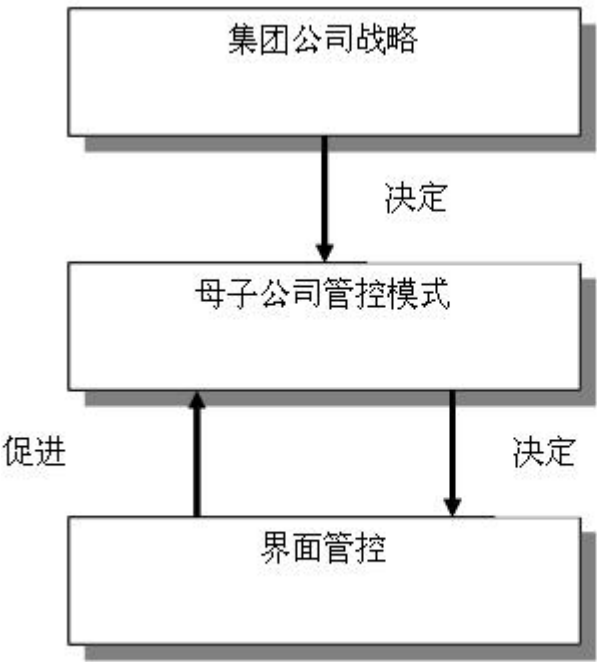 集团公司战略
决定
母子公司管控模式
促进
决定
界面管控